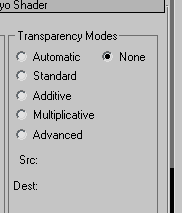 yo Shader
Transparency Modes
Automatic None
Standard
Additive
Multiplicative
Advanced
Src:
Dest: